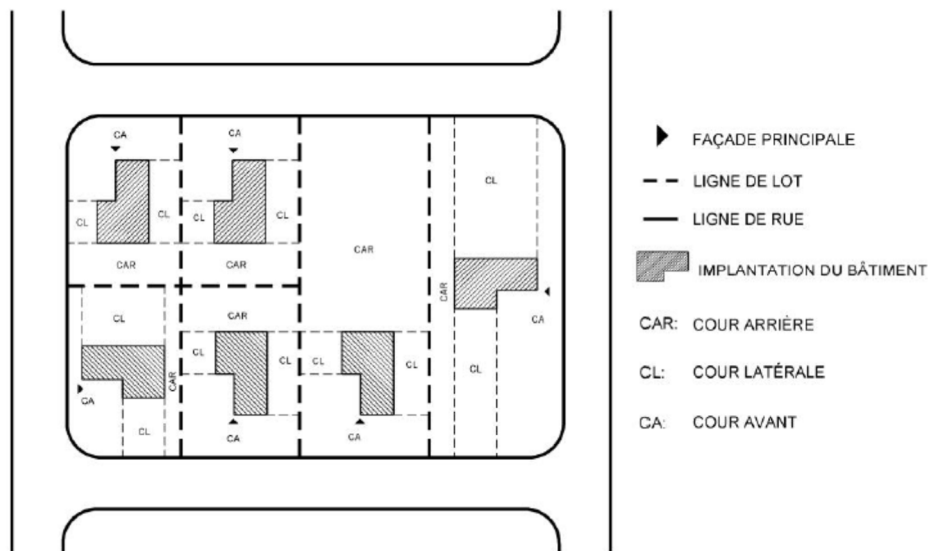 CA
CA
CL
CL
CL
CL
CL
CAR
CAR
CAR
CAR
CL
CAR
CL
CL
CL
CL
CAR
CA
CL
CL
CA
CL
CA
CA
FAÇADE PRINCIPALE
LIGNE DE LOT
LIGNE DE RUE
IMPLANTATION DU BÂTIMENT
CAR: COUR ARRIÈRE
CL: COUR LATÉRALE
CA: COUR AVANT